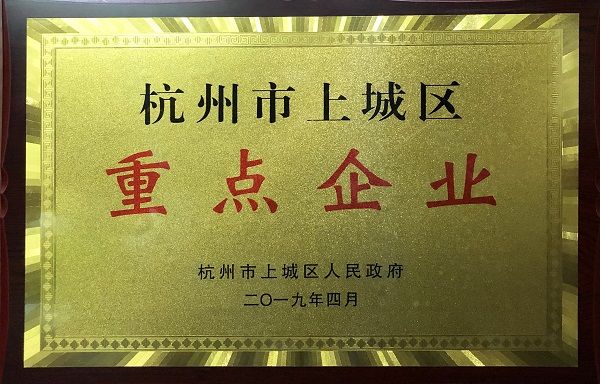 杭州市上城区
重点企业
杭州市上城区人民政府
二〇一九年四月